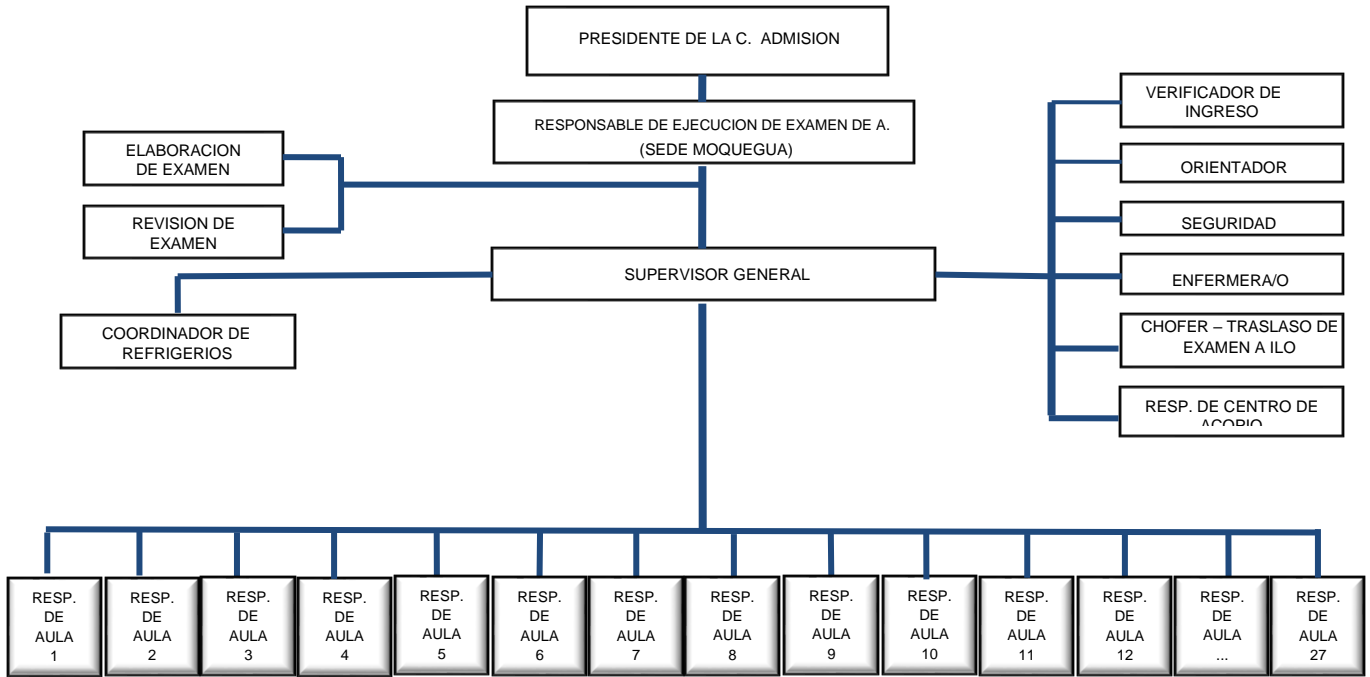 PRESIDENTE DE LA C. ADMISION
RESPONSABLE DE EJECUCION DE EXAMEN DE A.
(SEDE MOQUEGUA)
ELABORACION
DE EXAMEN
REVISION DE
EXAMEN
SUPERVISOR GENERAL
COORDINADOR DE
REFRIGERIOS
VERIFICADOR DE
INGRESO
ORIENTADOR
SEGURIDAD
ENFERMERA/O
CHOFER – TRASLASO DE
EXAMEN A ILO
RESP. DE CENTRO DE
ACOPIO
RESP.
DE
AULA
1
RESP.
DE
AULA
2
RESP.
DE
AULA
3
RESP.
DE
AULA
4
RESP.
DE
AULA
5
RESP.
DE
AULA
6
RESP.
DE
AULA
7
RESP.
DE
AULA
8
RESP.
DE
AULA
9
RESP.
DE
AULA
10
RESP.
DE
AULA
11
RESP.
DE
AULA
12
RESP.
DE
AULA
...
RESP.
DE
AULA
27